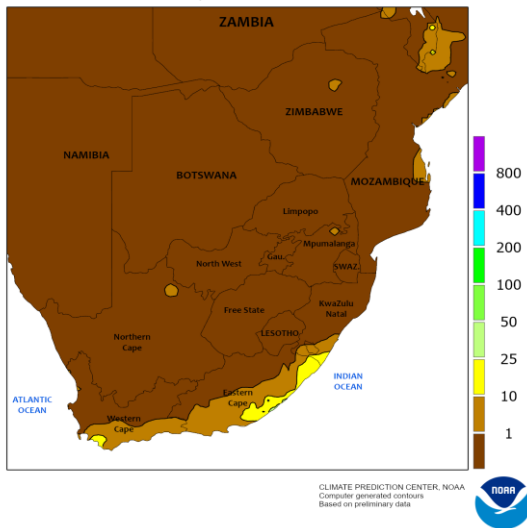 ZAMBIA
ZIMBABWE
NAMIBIA
BOTSWANA
MOZAMBIQUE
Limpopo
Mpumalanga
North West
Gau.
SWAZ.
Free State
KwaZulu
Natal
LESOTHO
Northern
Cape
Eastern
Cape
Western
Cape
ATLANTIC
OCEAN
INDIAN
OCEAN
800
400
200
100
50
25
10
1
CLIMATE PREDICTION CENTER, NOAA
Computer generated contours
Based on preliminary data
NOAA